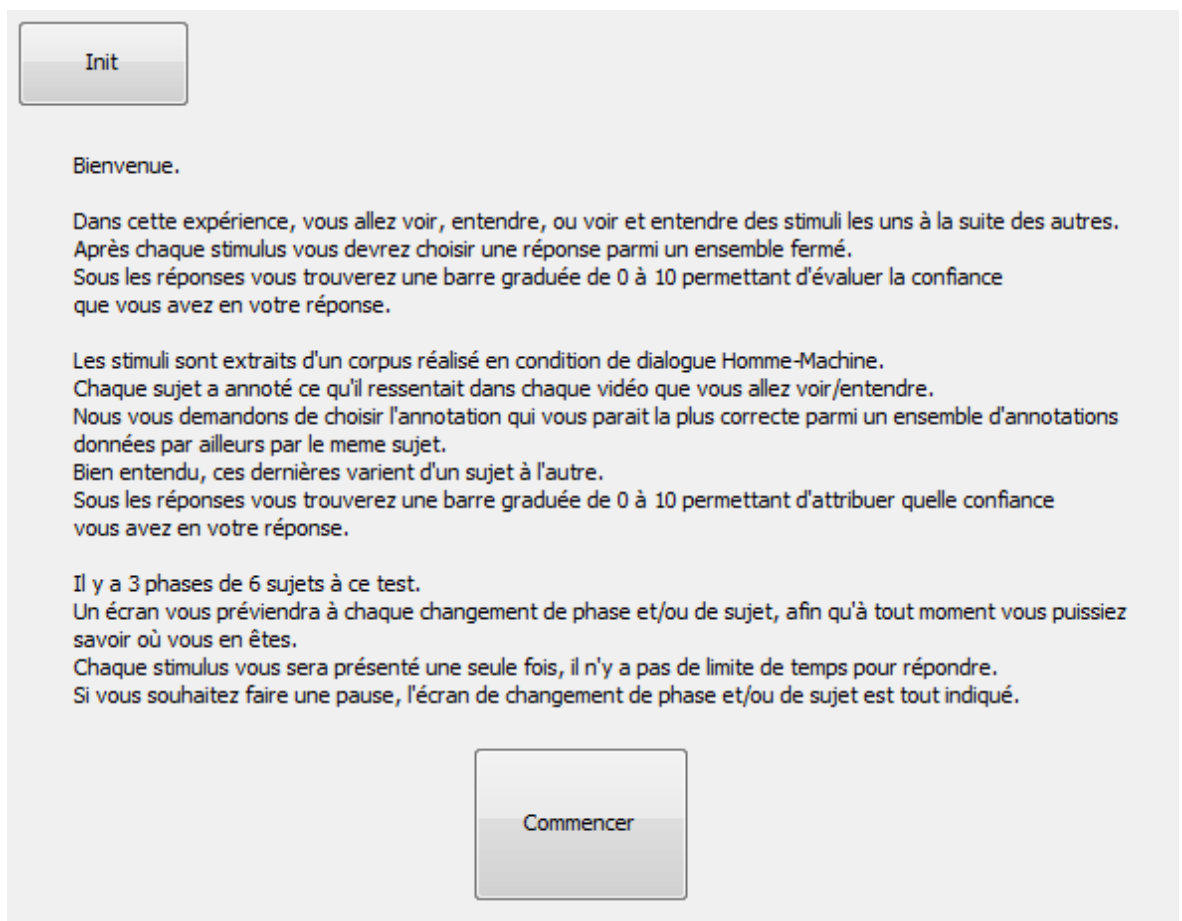 Init
Bienvenue.
Dans cette expérience, vous allez voir, entendre, ou voir et entendre des stimuli les uns à la suite des autres.
Après chaque stimulus vous devrez choisir une réponse parmi un ensemble fermé.
Sous les réponses vous trouverez une barre graduée de 0 à 10 permettant d'évaluer la confiance
que vous avez en votre réponse.
Les stimuli sont extraits d'un corpus réalisé en condition de dialogue Homme-Machine.
Chaque sujet a annoté ce qu'il ressentait dans chaque vidéo que vous allez voir/entendre.
Nous vous demandons de choisir l'annotation qui vous parait la plus correcte parmi un ensemble d'annotations
données par ailleurs par le meme sujet.
Bien entendu, ces dernières varient d'un sujet à l'autre.
Sous les réponses vous trouverez une barre graduée de 0 à 10 permettant d'attribuer quelle confiance
vous avez en votre réponse.
Il y a 3 phases de 6 sujets à ce test.
Un écran vous préviendra à chaque changement de phase et/ou de sujet, afin qu'à tout moment vous puissiez
savoir où vous en êtes.
Chaque stimulus vous sera présenté une seule fois, il n'y a pas de limite de temps pour répondre.
Si vous souhaitez faire une pause, l'écran de changement de phase et/ou de sujet est tout indiqué.
Commencer